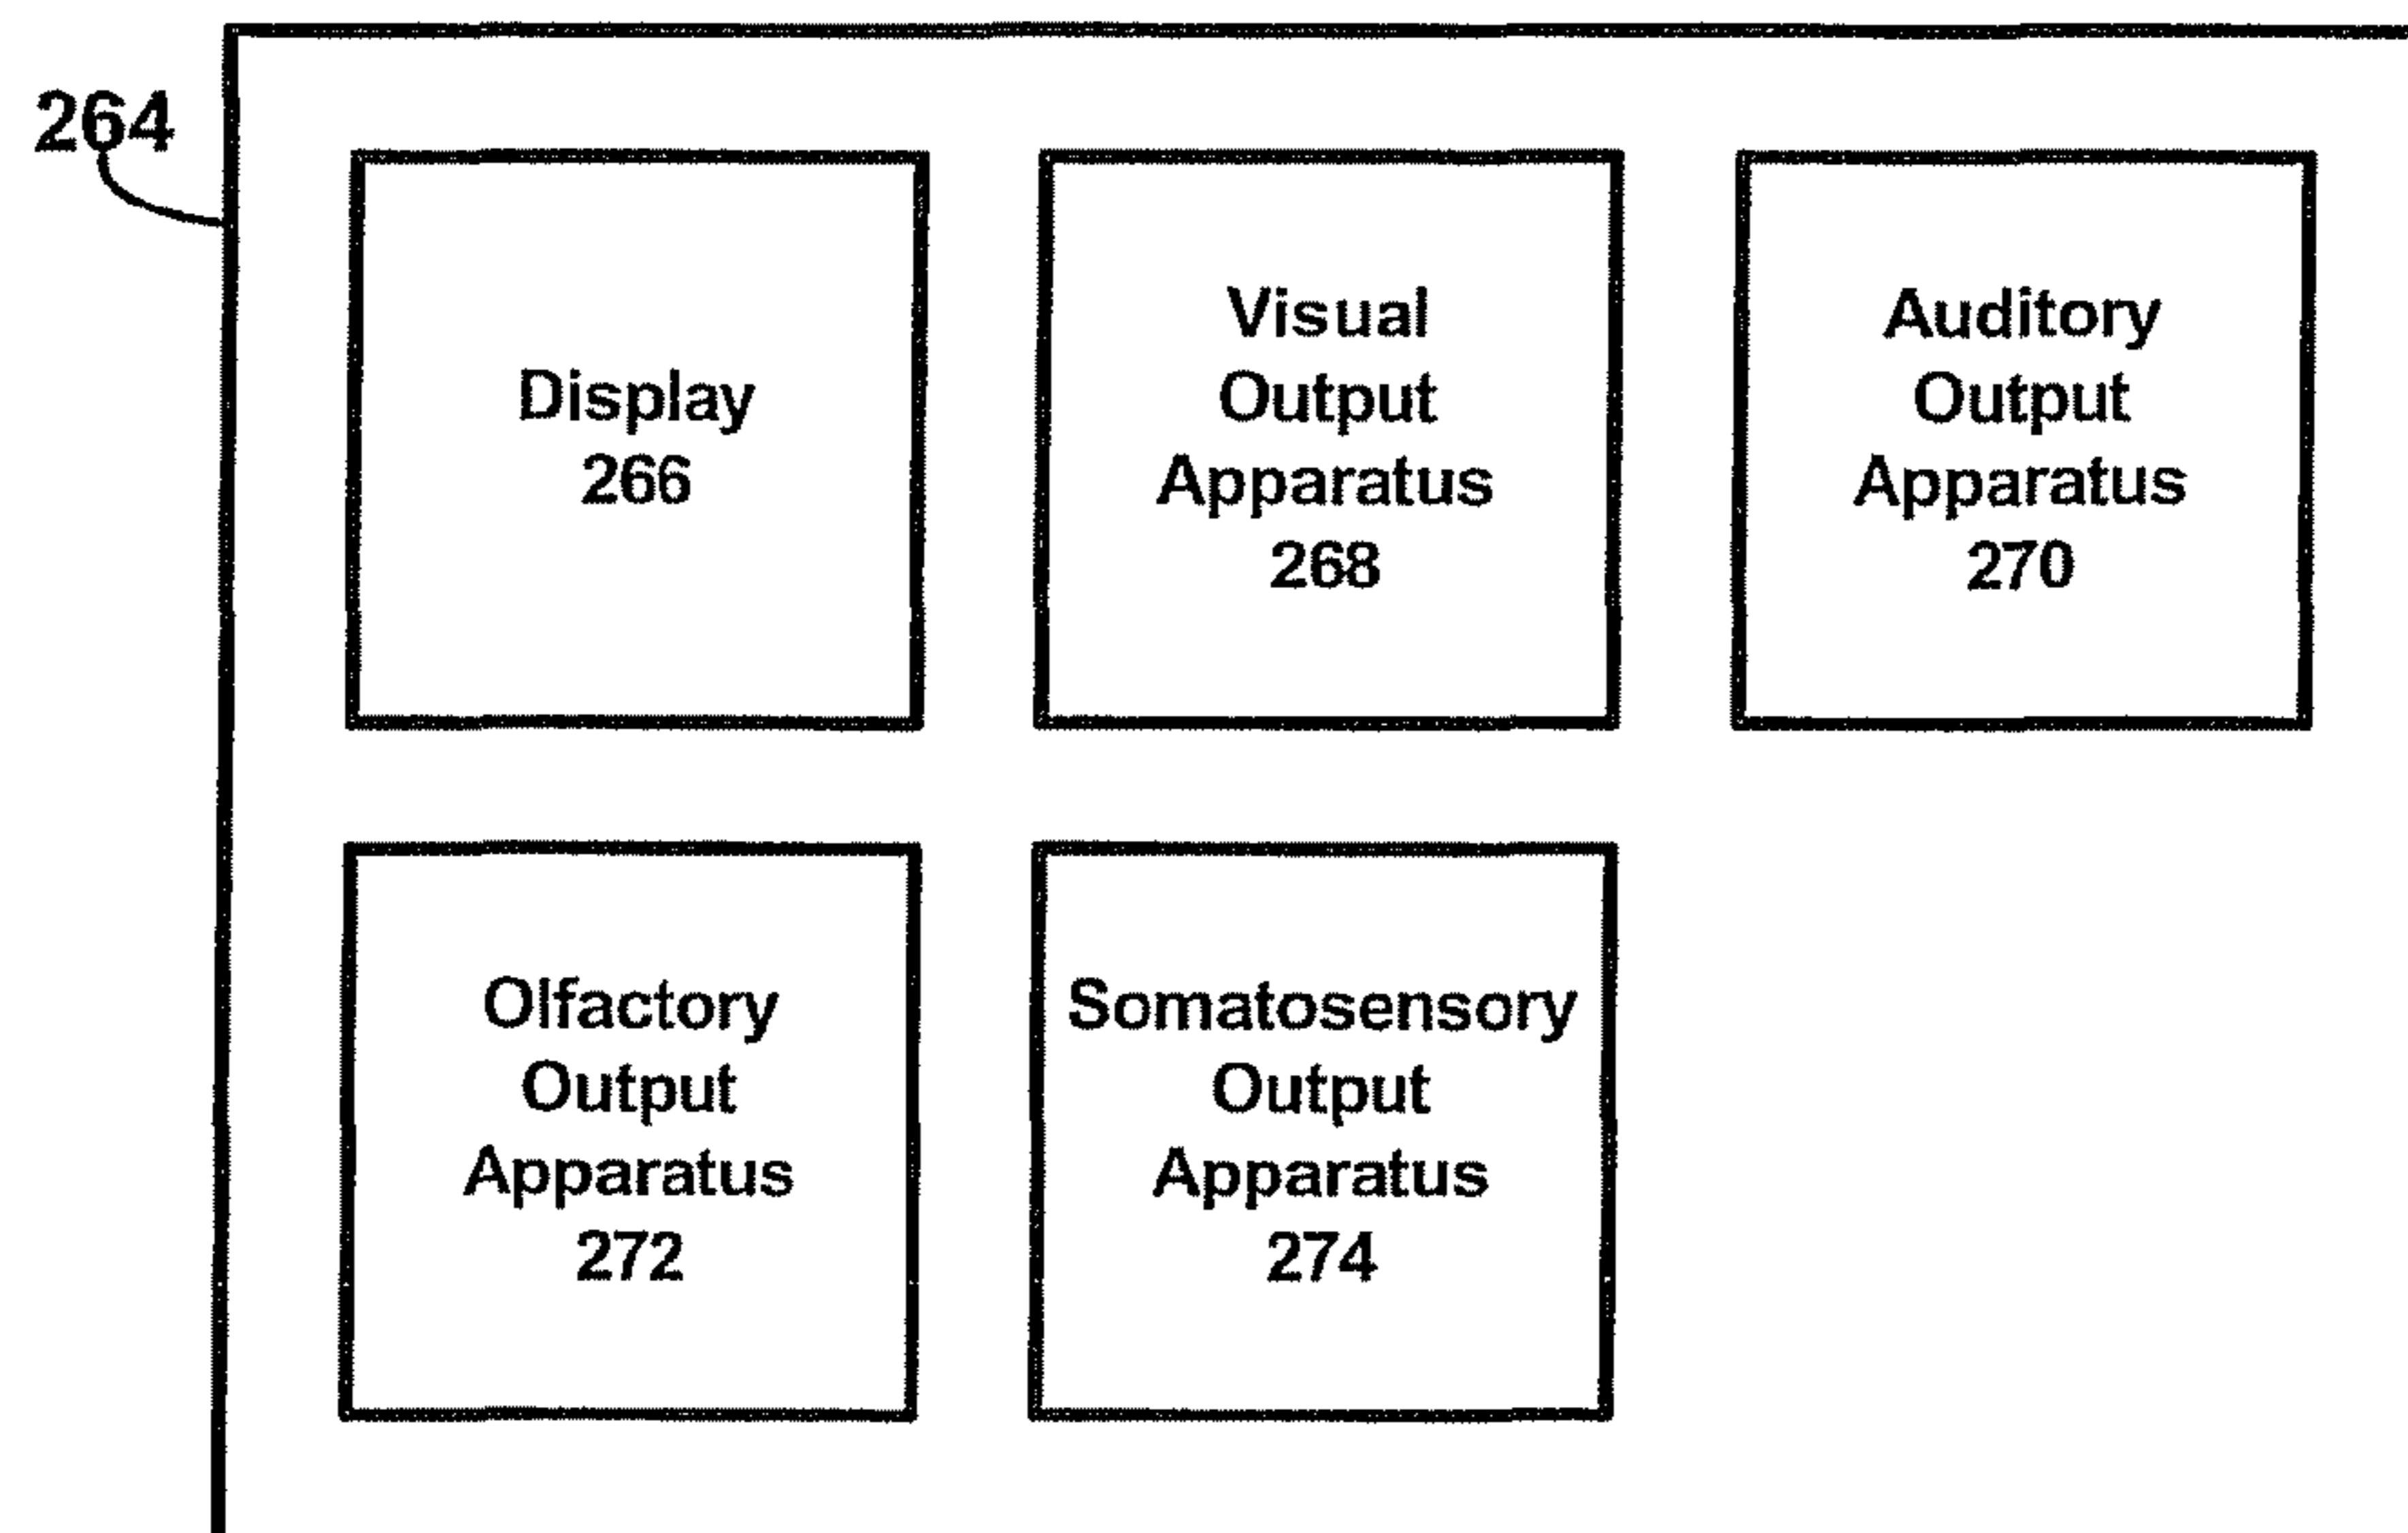 264
Display
266
Visual
Output
Apparatus
268
Auditory
Output
Apparatus
270
Olfactory
Output
Apparatus
272
Somatosensory
Output
Apparatus
274